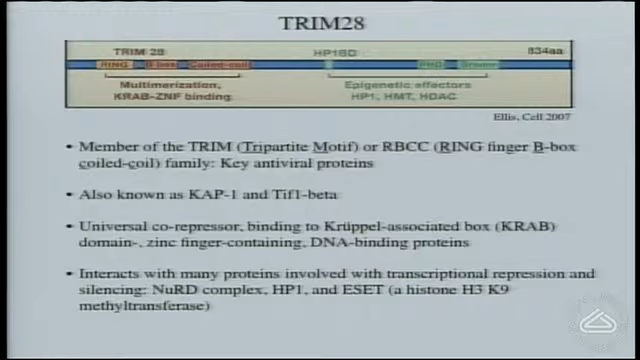 TRIM28
TRIM 28 HP1BD 834aa
RING B-box Coiled-coil PHD Bromo
Multimerization, Epigenetic effectors
KRAB-ZNF binding. HP1, HMT, HDAC
Ellis, Cell 2007
• Member of the TRIM (Tripartite Motif) or RBCC (RING finger B-box
coiled-coil) family: Key antiviral proteins
• Also known as KAP-1 and Tif1-beta
• Universal co-repressor, binding to Krüppel-associated box (KRAB)
domain-, zinc finger-containing, DNA-binding proteins
• Interacts with many proteins involved with transcriptional repression and
silencing: NuRD complex, HP1, and ESET (a histone H3 K9
methyltransferase)